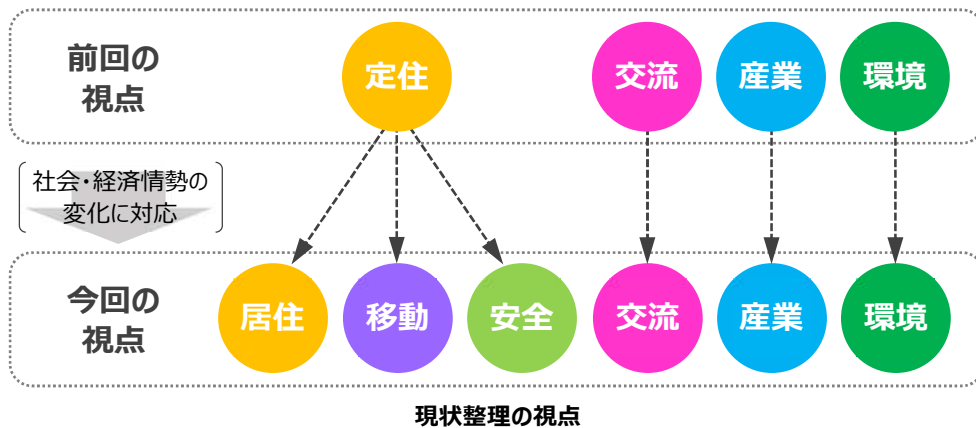 前回の
視点
定住
交流
産業
環境
社会・経済情勢の
変化に対応
今回の
視点
居住
移動
安全
交流
産業
環境
現状整理の視点